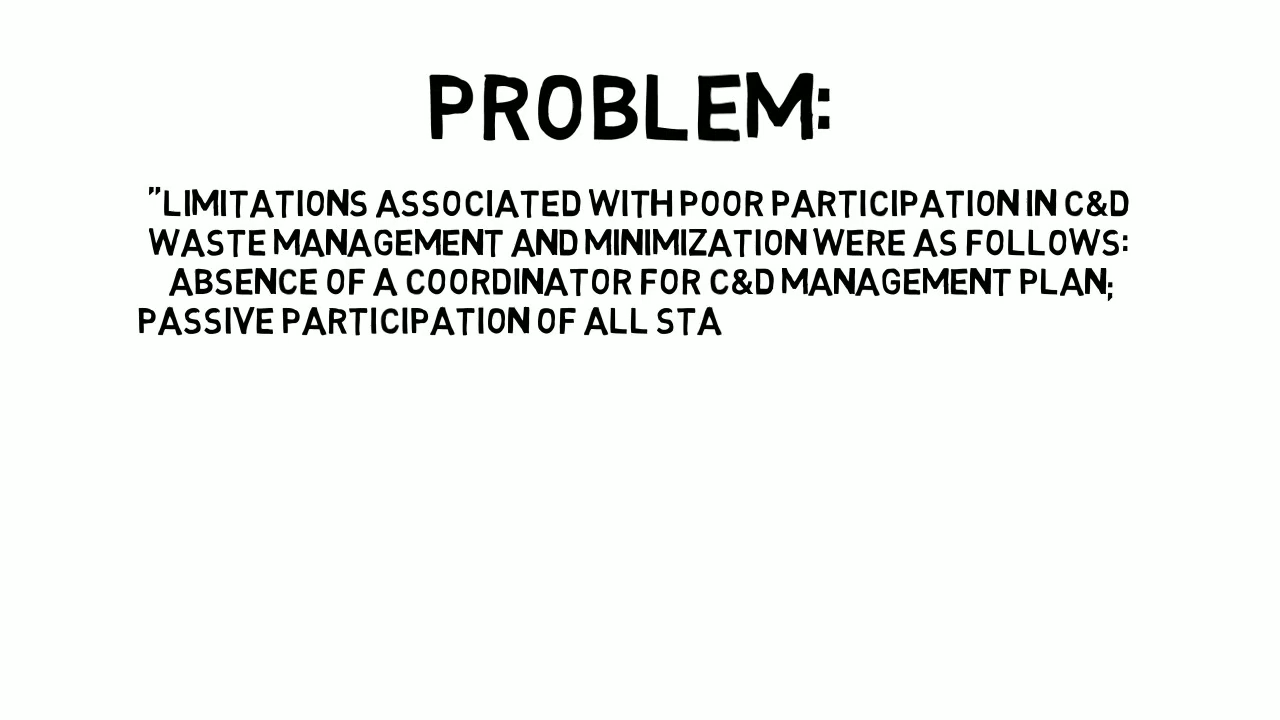 PROBLEM:
"LIMITATIONS ASSOCIATED WITH POOR PARTICIPATION IN C&D
WASTE MANAGEMENT AND MINIMIZATION WERE AS FOLLOWS:
ABSENCE OF A COORDINATOR FOR C&D MANAGEMENT PLAN;
PASSIVE PARTICIPATION OF ALL STA